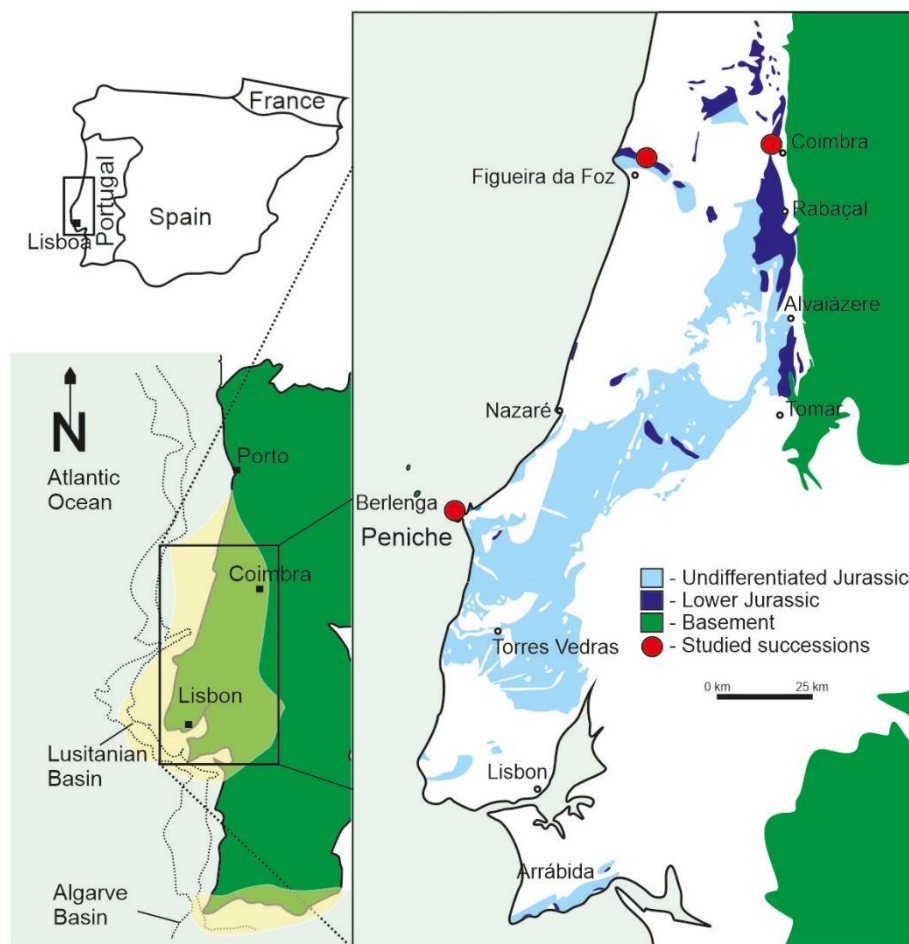 France
Portugal
Spain
Lisboa
N
Atlantic
Ocean
Porto
Coimbra
Lisbon
Lusitanian
Basin
Algarve
Basin
Coimbra
Figueira da Foz
Rabaçal
Alvaiázere
Nazaré
Tomar
Berlenga
Peniche
- Undifferentiated Jurassic
- Lower Jurassic
- Basement
- Studied successions
Torres Vedras
0 km 25 km
Lisbon
Arrábida